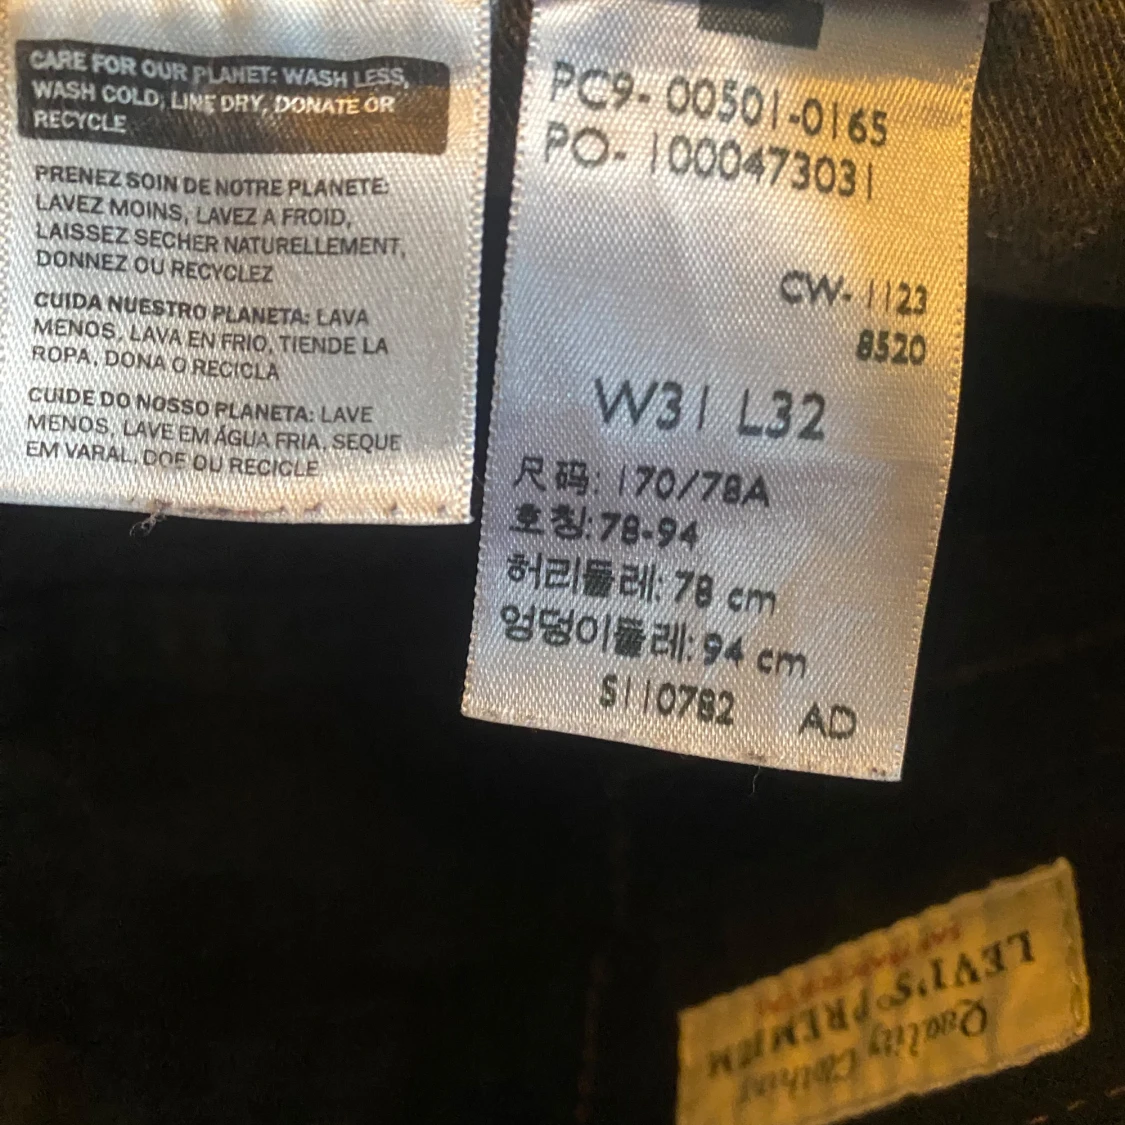 CARE FOR OUR PLANET: WASH LESS,
WASH COLD, LINE DRY, DONATE OR
RECYCLE
PRENEZ SOIN DE NOTRE PLANETE:
LAVEZ MOINS, LAVEZ A FROID,
LAISSEZ SECHER NATURELLEMENT,
DONNEZ OU RECYCLEZ
CUIDA NUESTRO PLANETA: LAVA
MENOS, LAVA EN FRIO, TIENDE LA
ROPA, DONA O RECICLA
CUIDE DO NOSSO PLANETA: LAVE
MENOS, LAVE EM ÁGUA FRIA, SEQUE
EM VARAL, DOE OU RECICLE
PC9- 00501-0165
PO- 1000473031
CW- 1123
8520
W31 L32
尺码: 170/78A
호칭: 78-94
허리둘레: 78 cm
엉덩이둘레: 94 cm
S110782 AD
Quality Clothing
LEVI'S PREMIUM